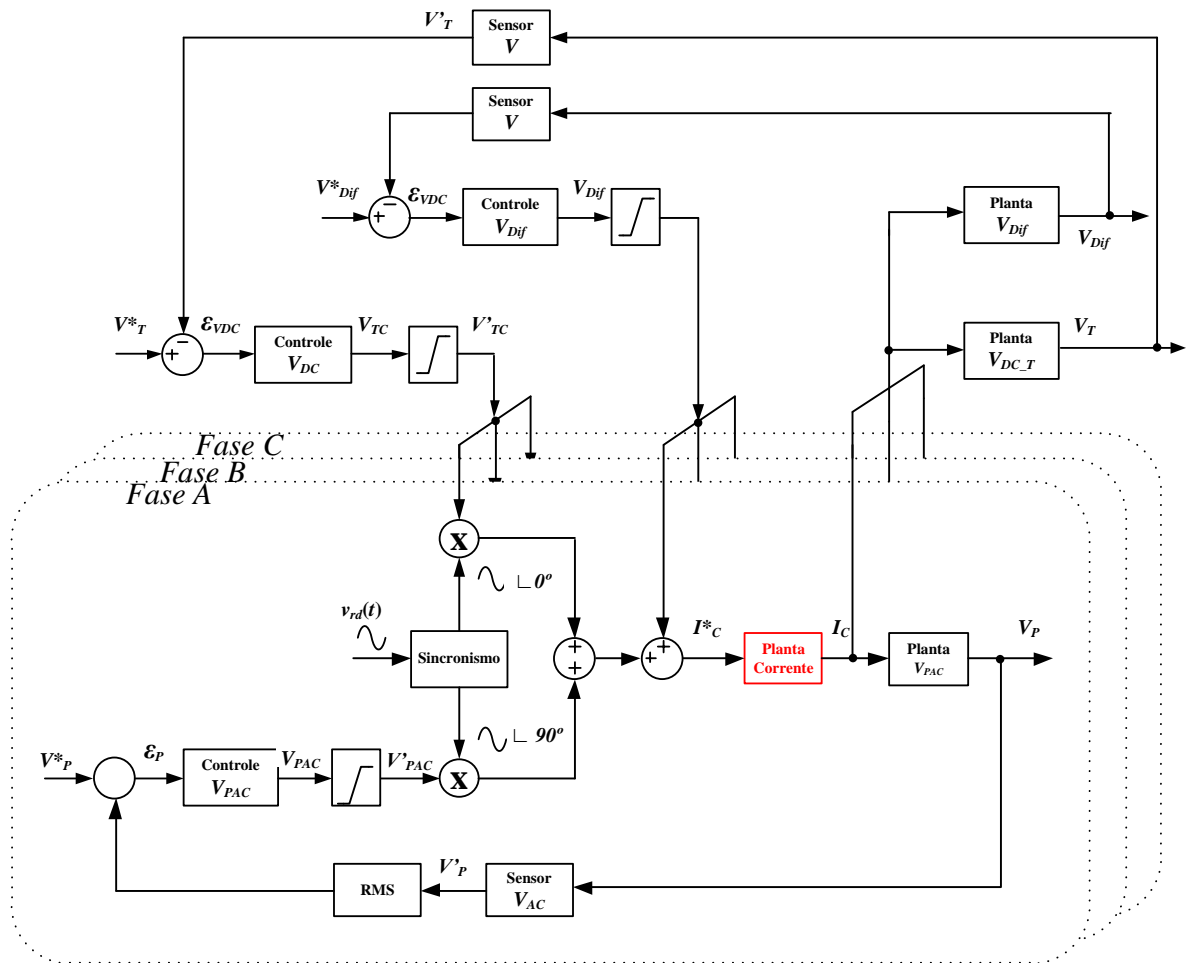 V'T
Sensor
V
Sensor
V
V*Dif
εVDC
Controle
VDif
VDif
Planta
VDif
VDif
V*T
εVDC
Controle
VDC
VTC
V'TC
Planta
VDC_T
VT
Fase C
Fase B
Fase A
X
∟0º
vrd(t)
Sincronismo
I*C
Planta
Corrente
IC
Planta
VPAC
VP
∟ 90º
V*P
εP
Controle
VPAC
VPAC
V'PAC
X
RMS
V'P
Sensor
VAC